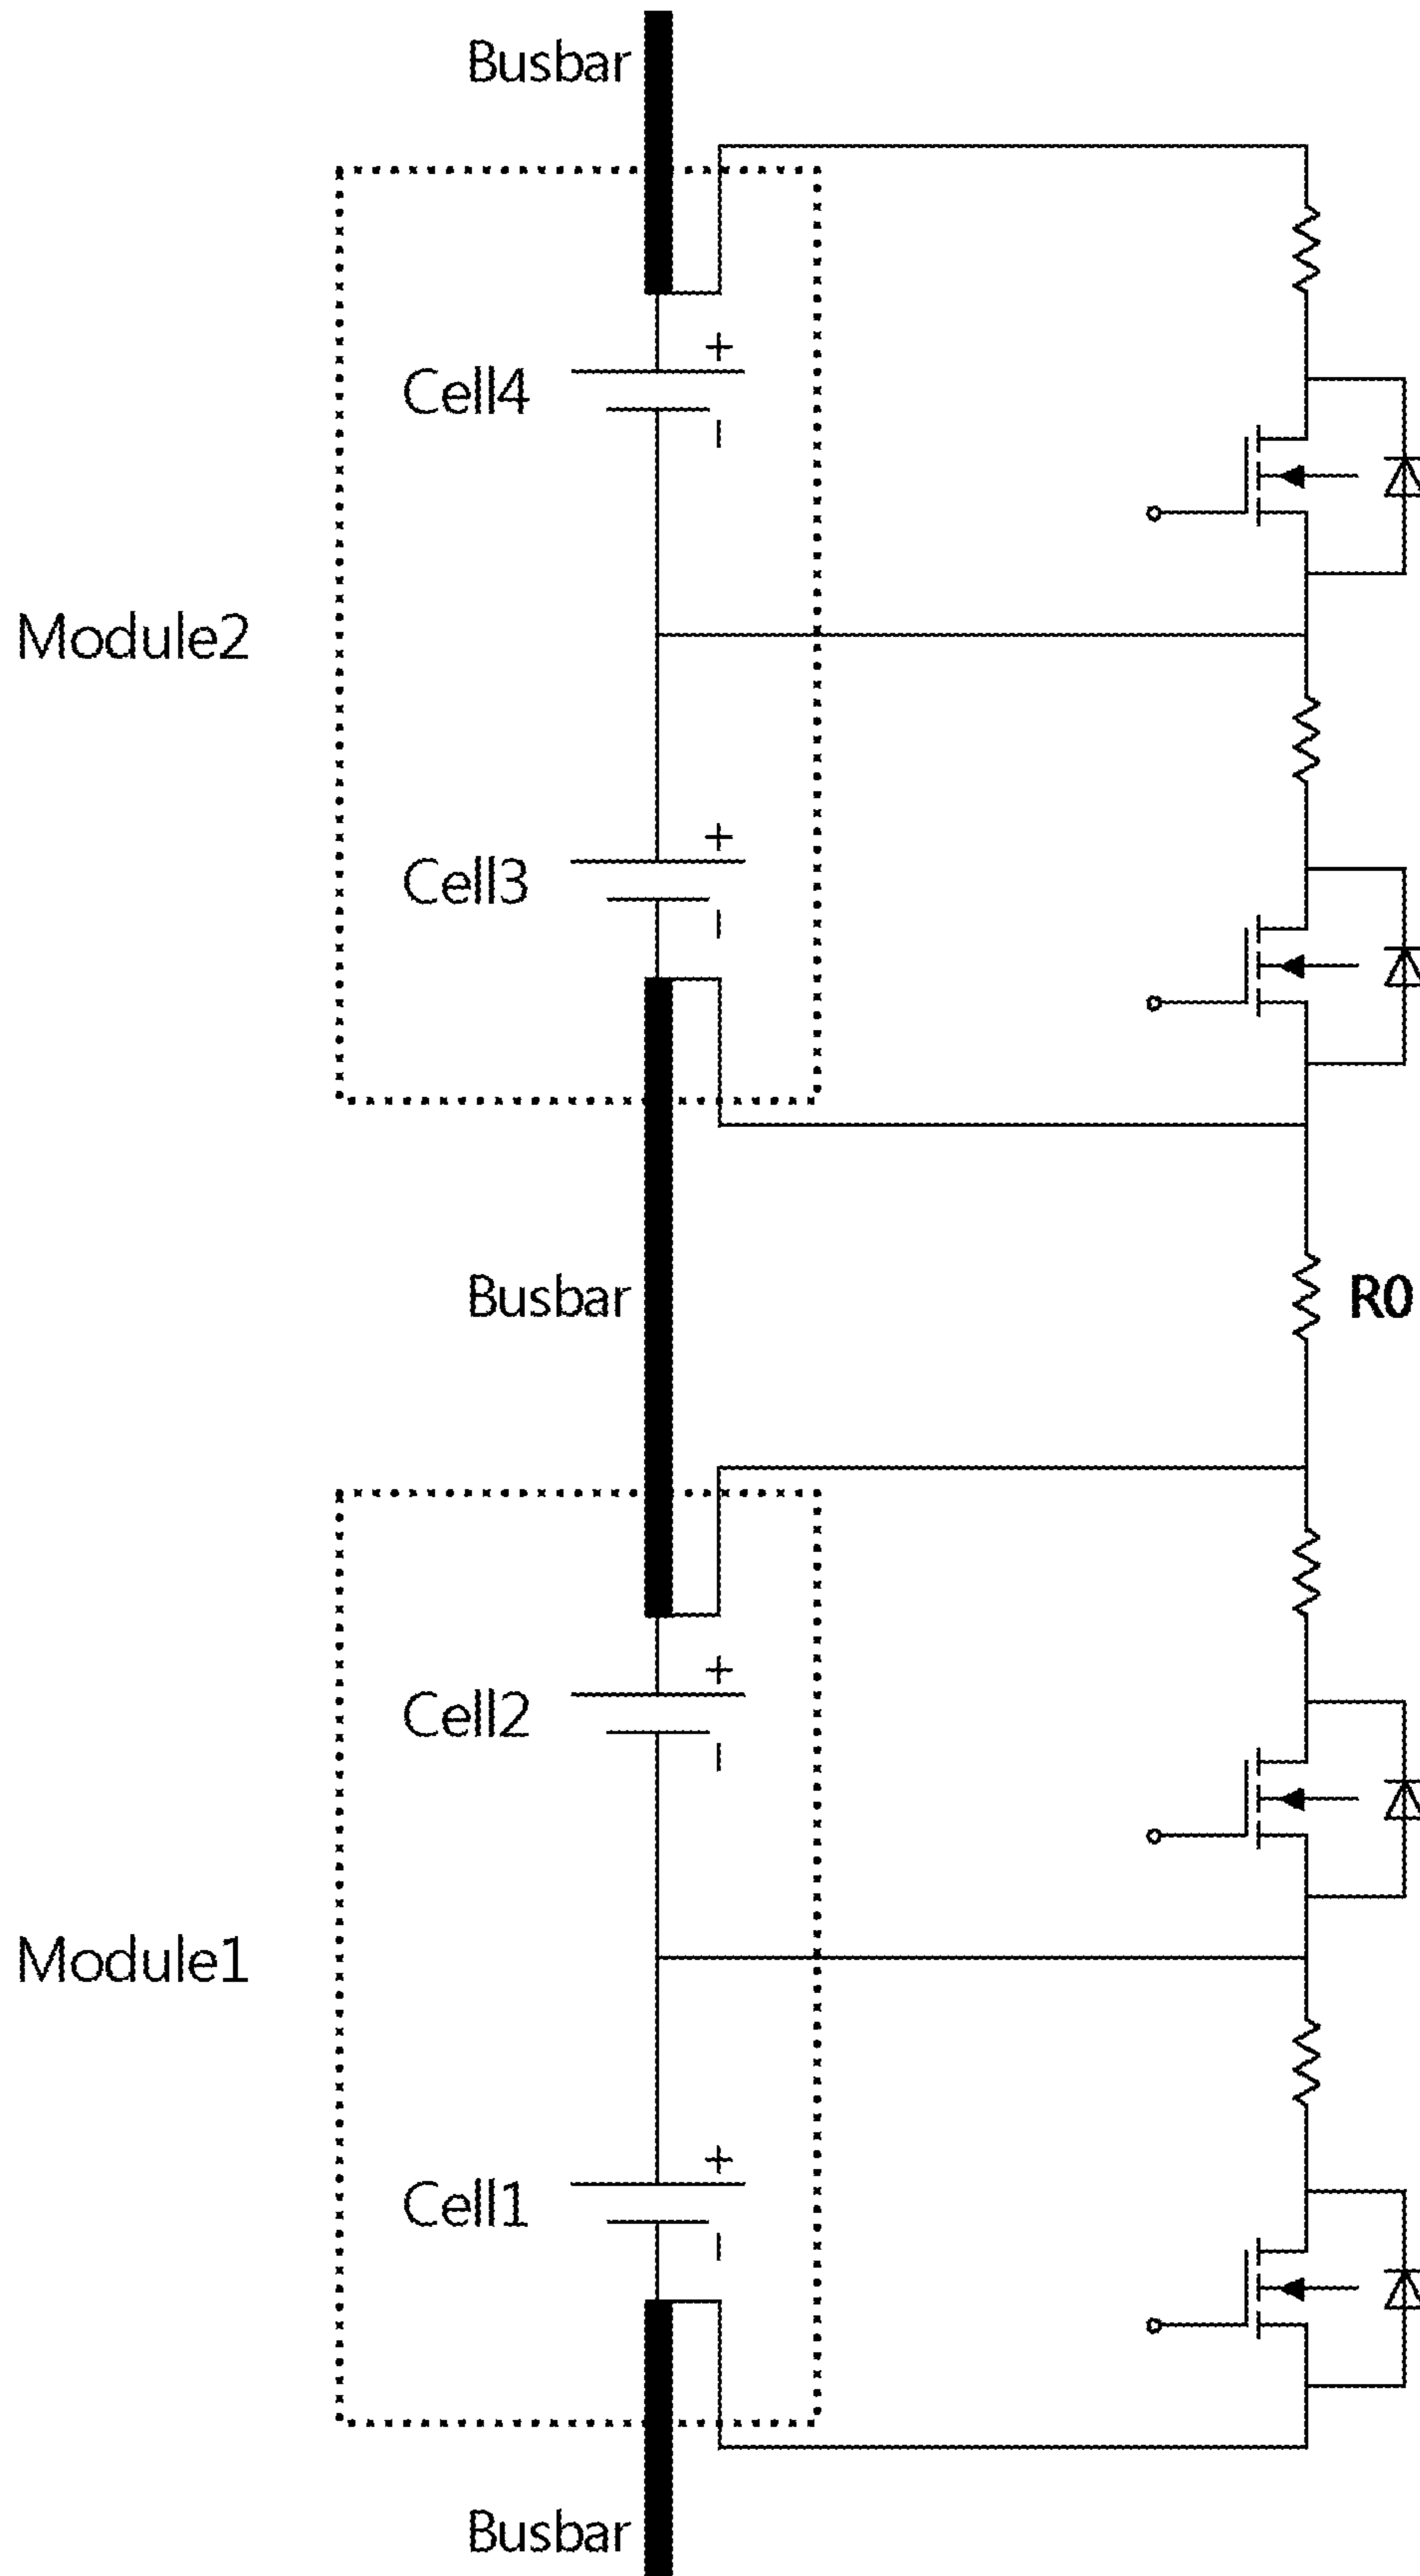 Busbar
+
Cell4
−
Module2
+
Cell3
−
Busbar
R0
+
Cell2
−
Module1
+
Cell1
−
Busbar